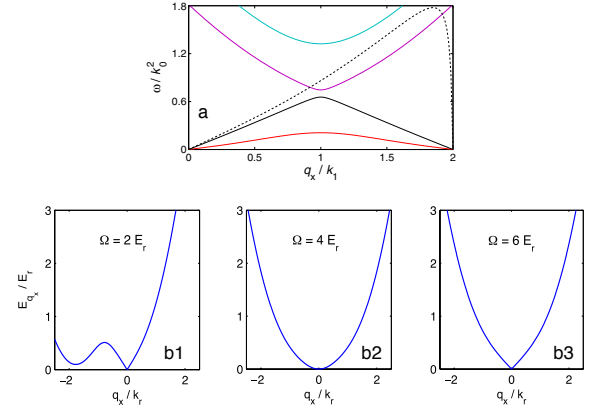 1.8
1.2
0.6
0
ω/k₀²
a
0 0.5 1 1.5 2
qₓ / k₁
3
2
1
0
E_qₓ / E_r
Ω = 2 E_r
b1
−2 0 2
qₓ / k_r
3
2
1
0
Ω = 4 E_r
b2
−2 0 2
qₓ / k_r
3
2
1
0
Ω = 6 E_r
b3
−2 0 2
qₓ / k_r